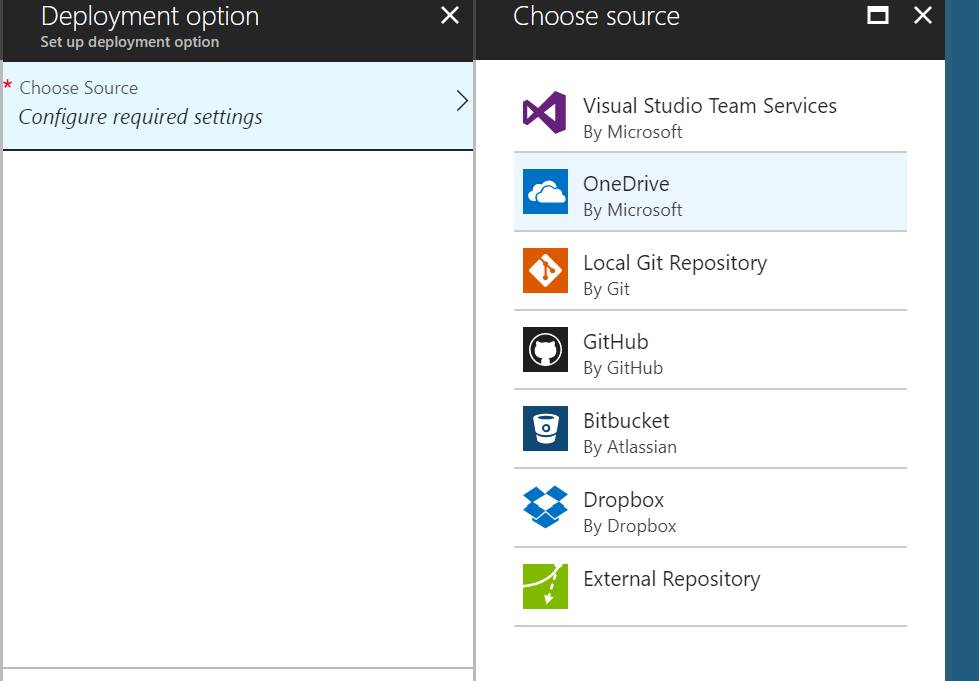 Deployment option
Set up deployment option
* Choose Source
Configure required settings
Choose source
Visual Studio Team Services
By Microsoft
OneDrive
By Microsoft
Local Git Repository
By Git
GitHub
By GitHub
Bitbucket
By Atlassian
Dropbox
By Dropbox
External Repository